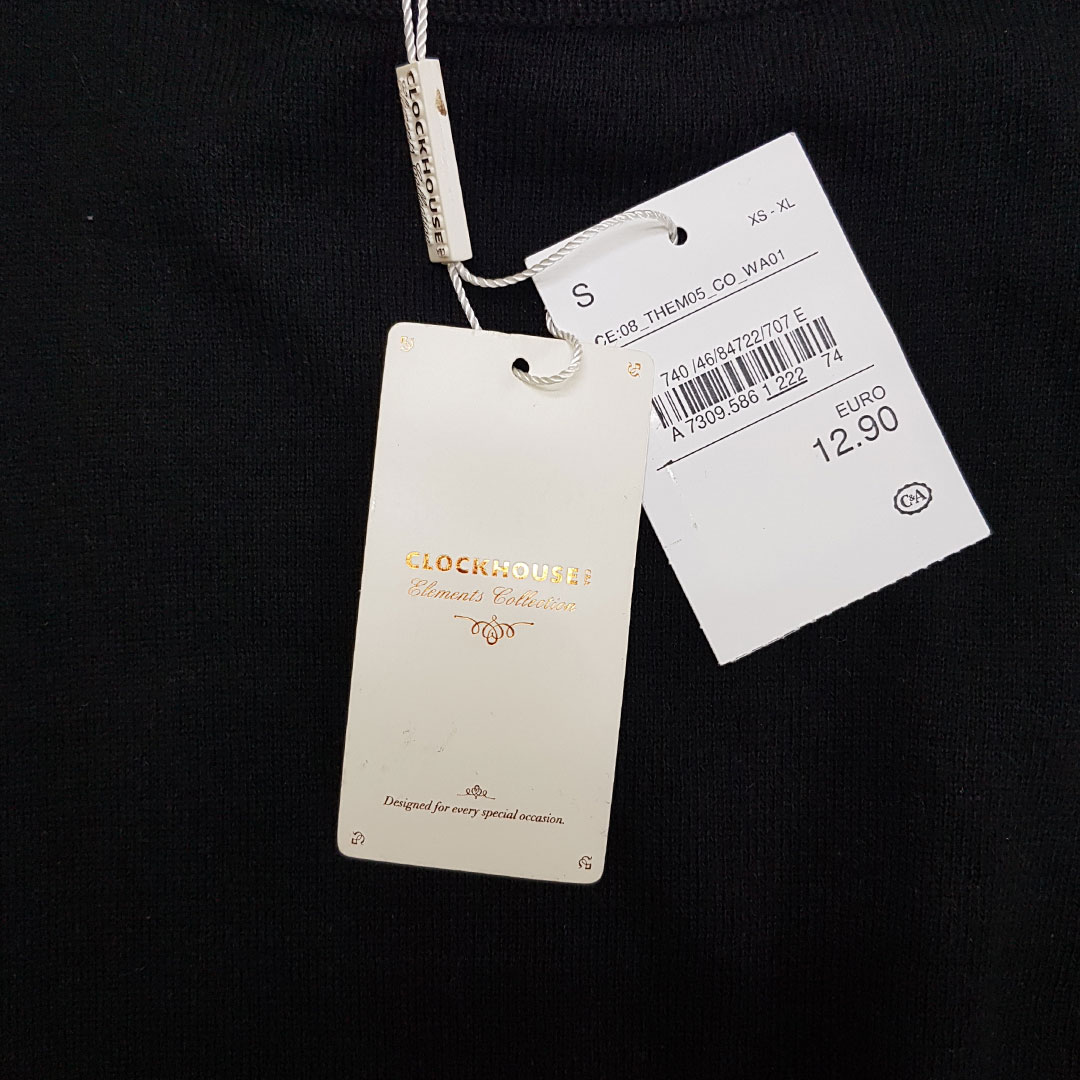 CLOCKHOUSE
XS - XL
S
CE:08_THEM05_CO_WA01
740 /46/84722/707 E
A 7309.586 1 222 74
EURO
12.90
C&A
CLOCKHOUSE
Elements Collection
Designed for every special occasion.